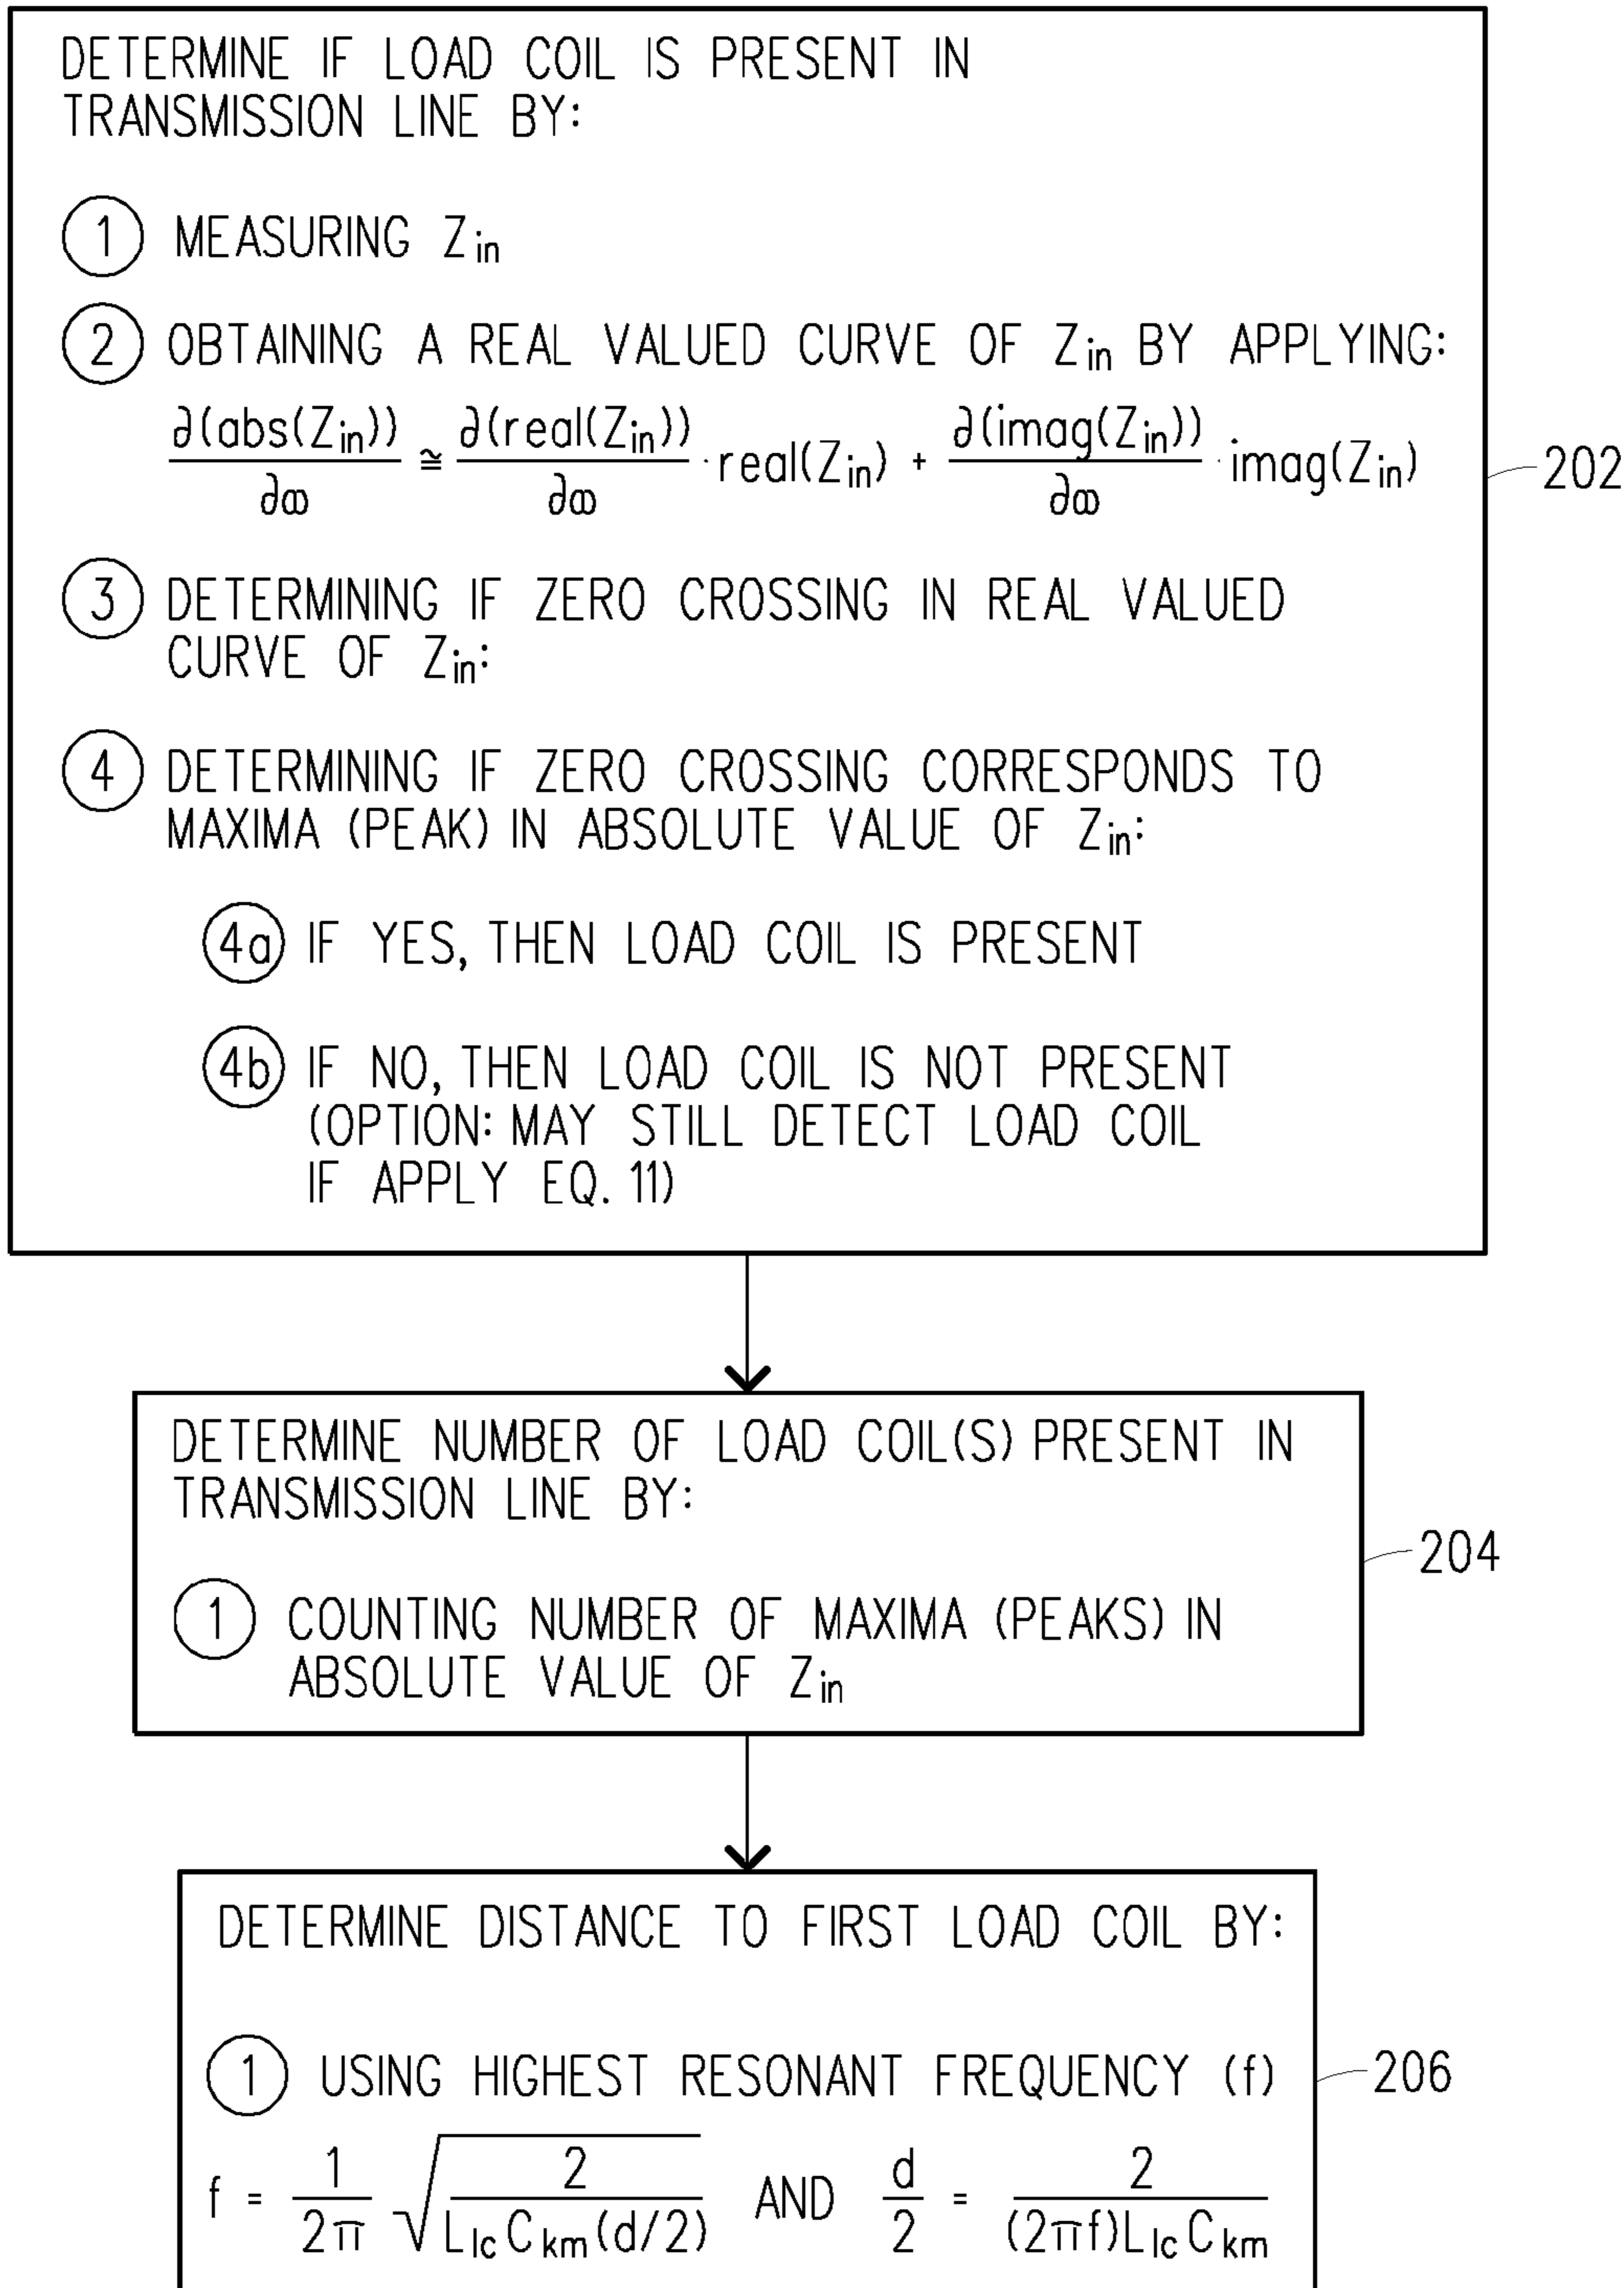 DETERMINE IF LOAD COIL IS PRESENT IN
TRANSMISSION LINE BY:
1 MEASURING Zin
2 OBTAINING A REAL VALUED CURVE OF Zin BY APPLYING:
∂(abs(Zin))/∂ω ≅ ∂(real(Zin))/∂ω · real(Zin) + ∂(imag(Zin))/∂ω · imag(Zin)
202
3 DETERMINING IF ZERO CROSSING IN REAL VALUED
CURVE OF Zin:
4 DETERMINING IF ZERO CROSSING CORRESPONDS TO
MAXIMA (PEAK) IN ABSOLUTE VALUE OF Zin:
4a IF YES, THEN LOAD COIL IS PRESENT
4b IF NO, THEN LOAD COIL IS NOT PRESENT
(OPTION: MAY STILL DETECT LOAD COIL
IF APPLY EQ. 11)
DETERMINE NUMBER OF LOAD COIL(S) PRESENT IN
TRANSMISSION LINE BY:
204
1 COUNTING NUMBER OF MAXIMA (PEAKS) IN
ABSOLUTE VALUE OF Zin
DETERMINE DISTANCE TO FIRST LOAD COIL BY:
1 USING HIGHEST RESONANT FREQUENCY (f)
206
f = 1/2π √(2/(Llc Ckm(d/2))) AND d/2 = 2/((2πf)Llc Ckm)